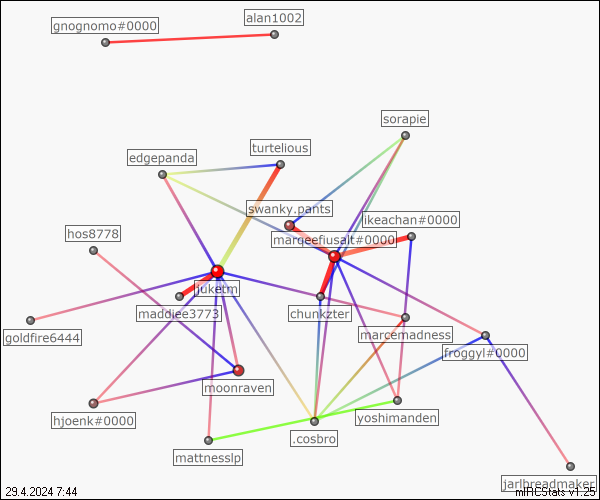 alan1002
gnognomo#0000
sorapie
turtelious
edgepanda
swanky.pants
ikeachan#0000
hos8778
marqeefiusalt#0000
juketm
maddiee3773
chunkzter
goldfire6444
marcemadness
froggyl#0000
moonraven
hjoenk#0000
yoshimanden
.cosbro
mattnesslp
jarlbreadmaker
29.4.2024 7:44
mIRCStats v1.25